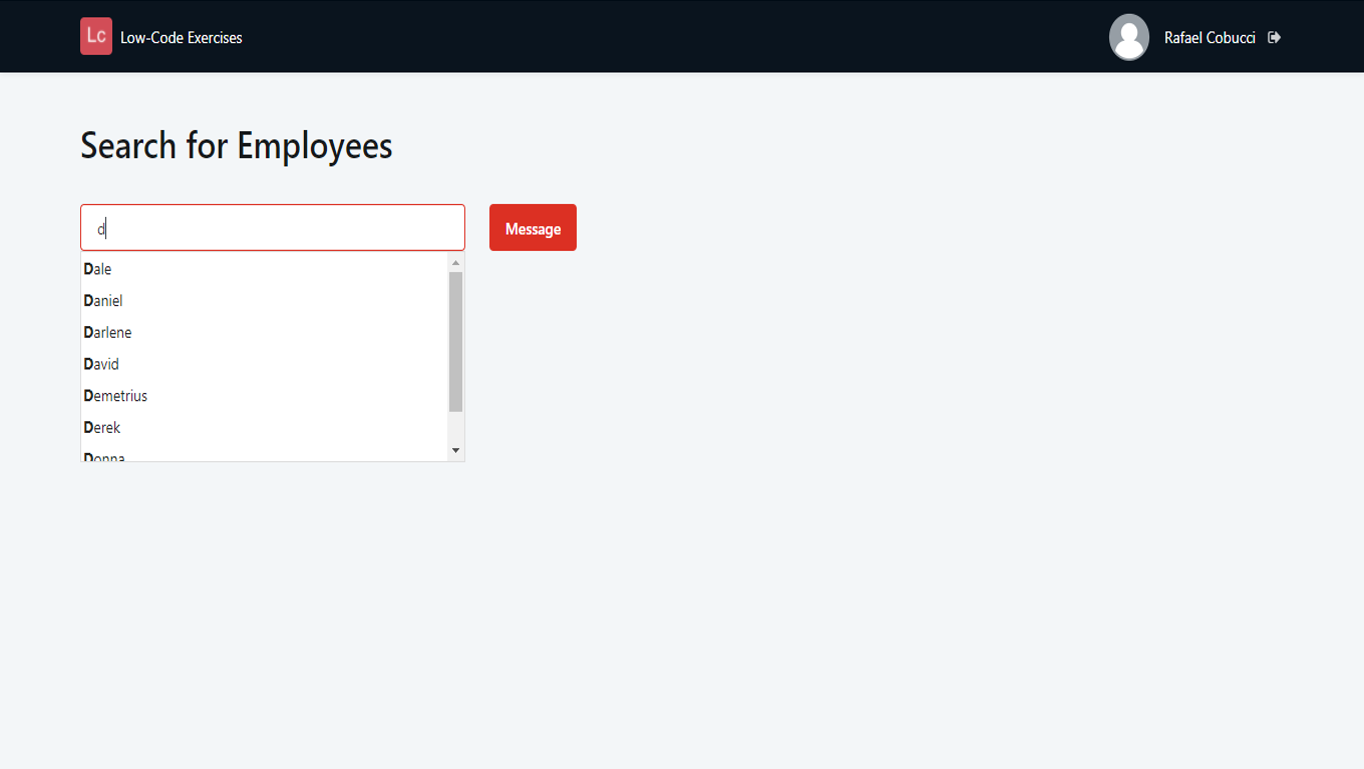 Lc Low-Code Exercises
Rafael Cobucci
Search for Employees
d
Message
Dale
Daniel
Darlene
David
Demetrius
Derek
Donna